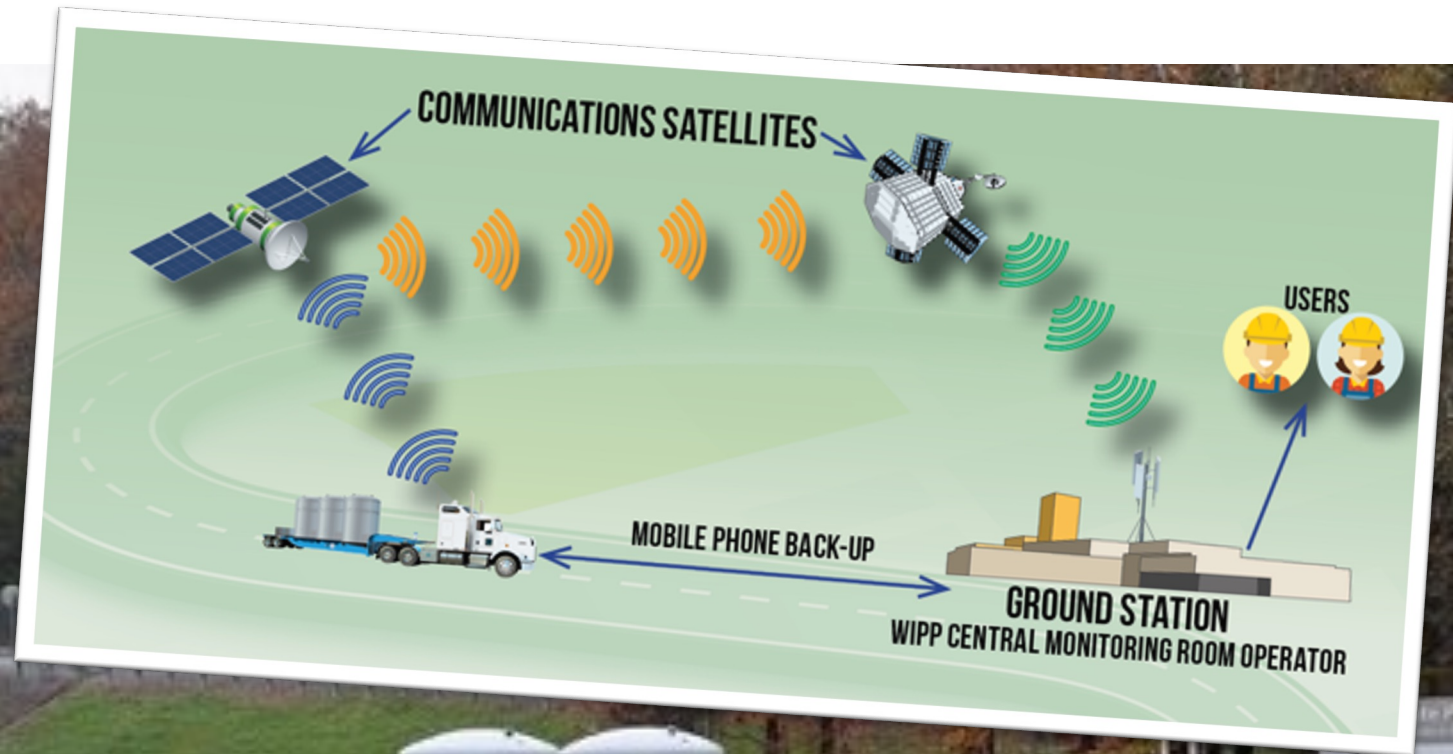 COMMUNICATIONS SATELLITES
USERS
MOBILE PHONE BACK-UP
GROUND STATION
WIPP CENTRAL MONITORING ROOM OPERATOR